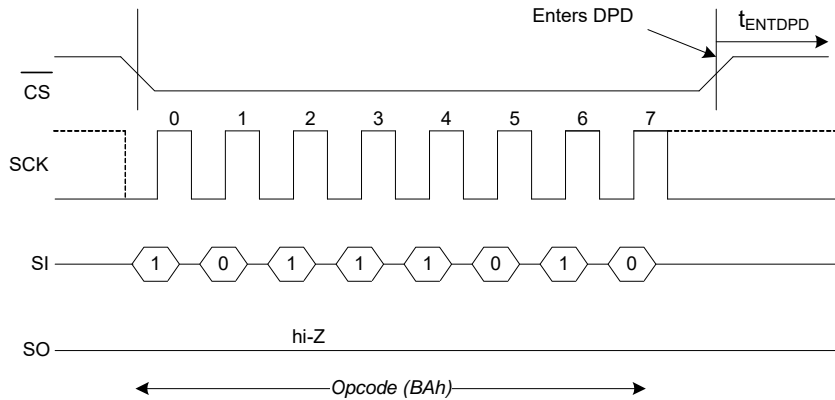 Enters DPD tENTDPD
CS
0 1 2 3 4 5 6 7
SCK
SI 1 0 1 1 1 0 1 0
hi-Z
SO
Opcode (BAh)